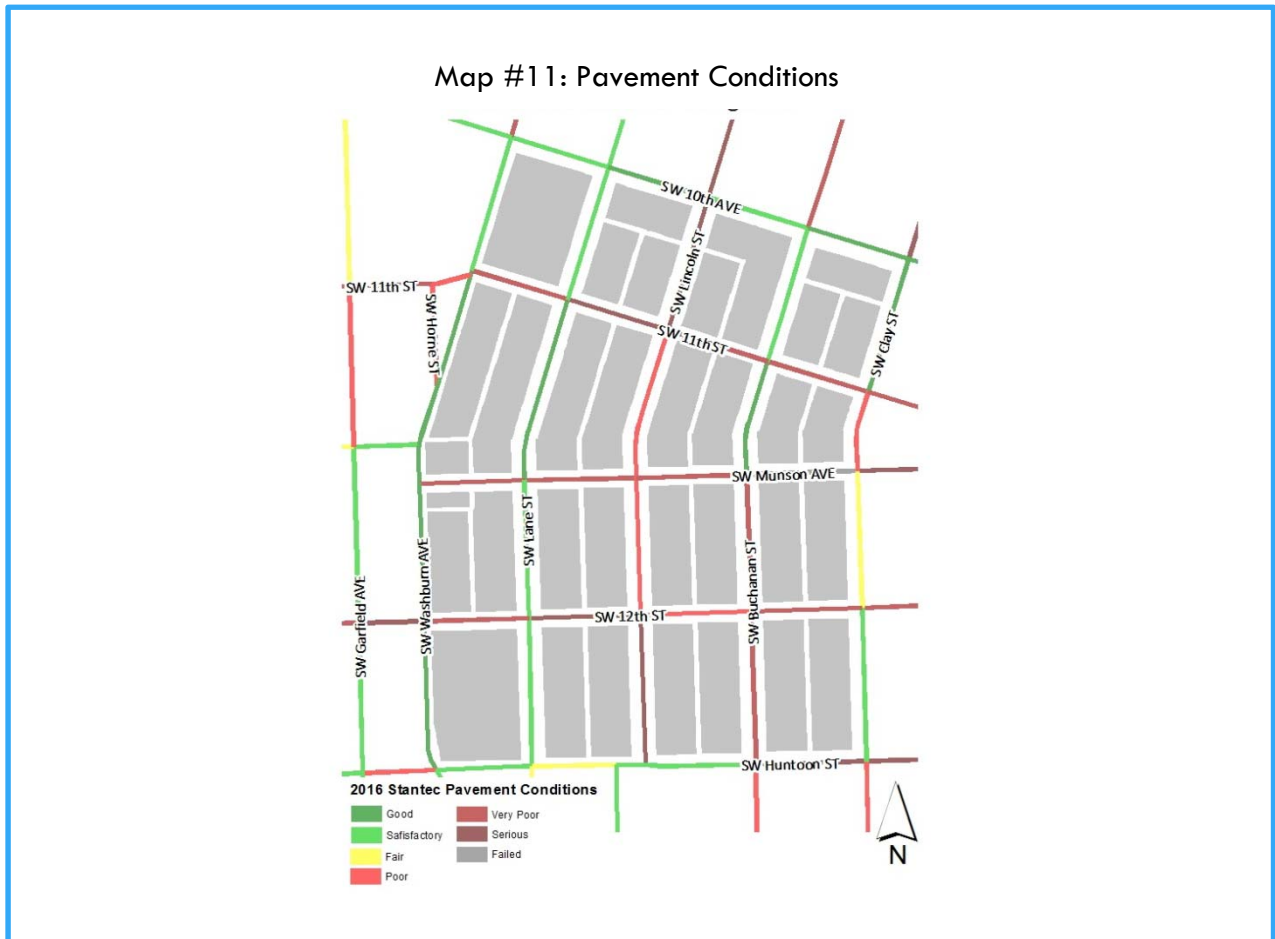 Map #11: Pavement Conditions
SW 10th AVE
SW Lincoln ST
SW 11th ST
SW Horne ST
SW 11th ST
SW Clay ST
SW Munson AVE
SW Lane ST
SW Washburn AVE
SW Buchanan ST
SW Garfield AVE
SW 12th ST
SW Huntoon ST
2016 Stantec Pavement Conditions
Good
Safisfactory
Fair
Poor
Very Poor
Serious
Failed
N